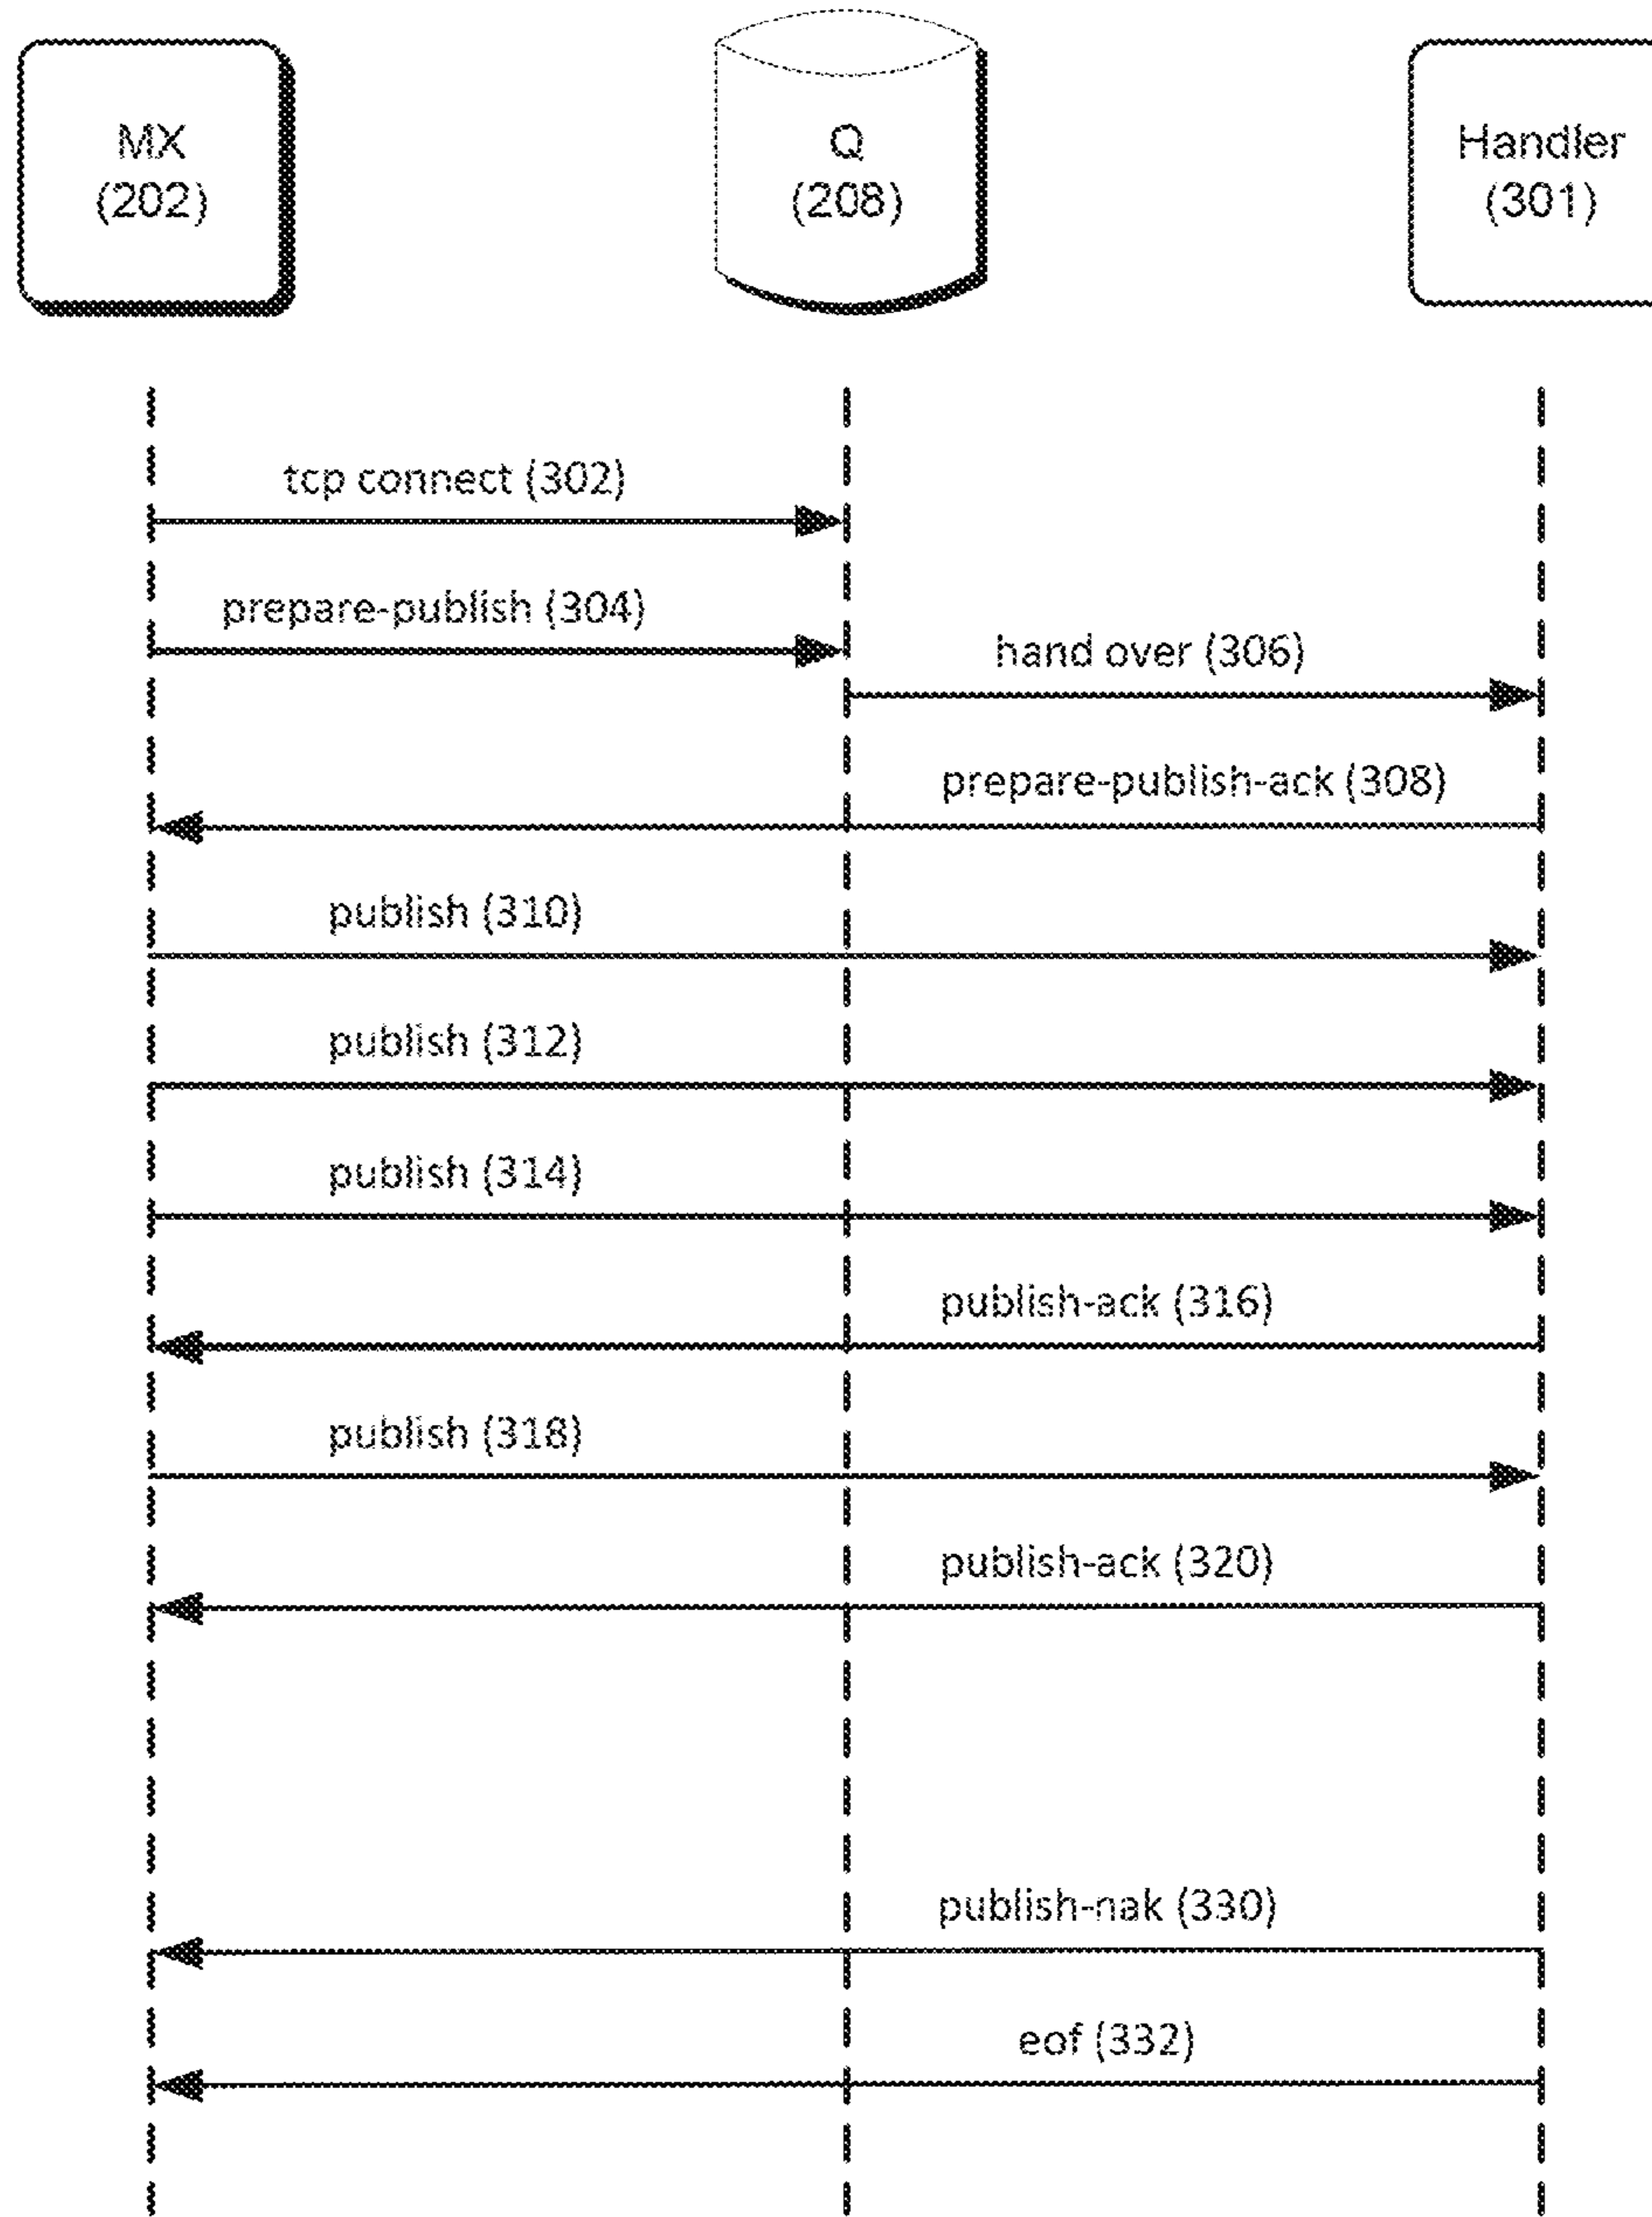 MX
(202)
Q
(208)
Handler
(301)
tcp connect (302)
prepare-publish (304)
hand over (306)
prepare-publish-ack (308)
publish (310)
publish (312)
publish (314)
publish-ack (316)
publish (318)
publish-ack (320)
publish-nak (330)
eof (332)